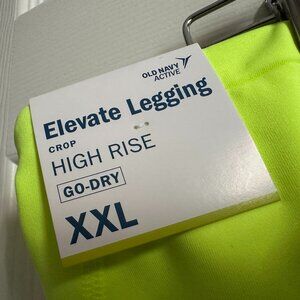 OLD NAVY
ACTIVE
Elevate Legging
CROP
HIGH RISE
GO-DRY
XXL